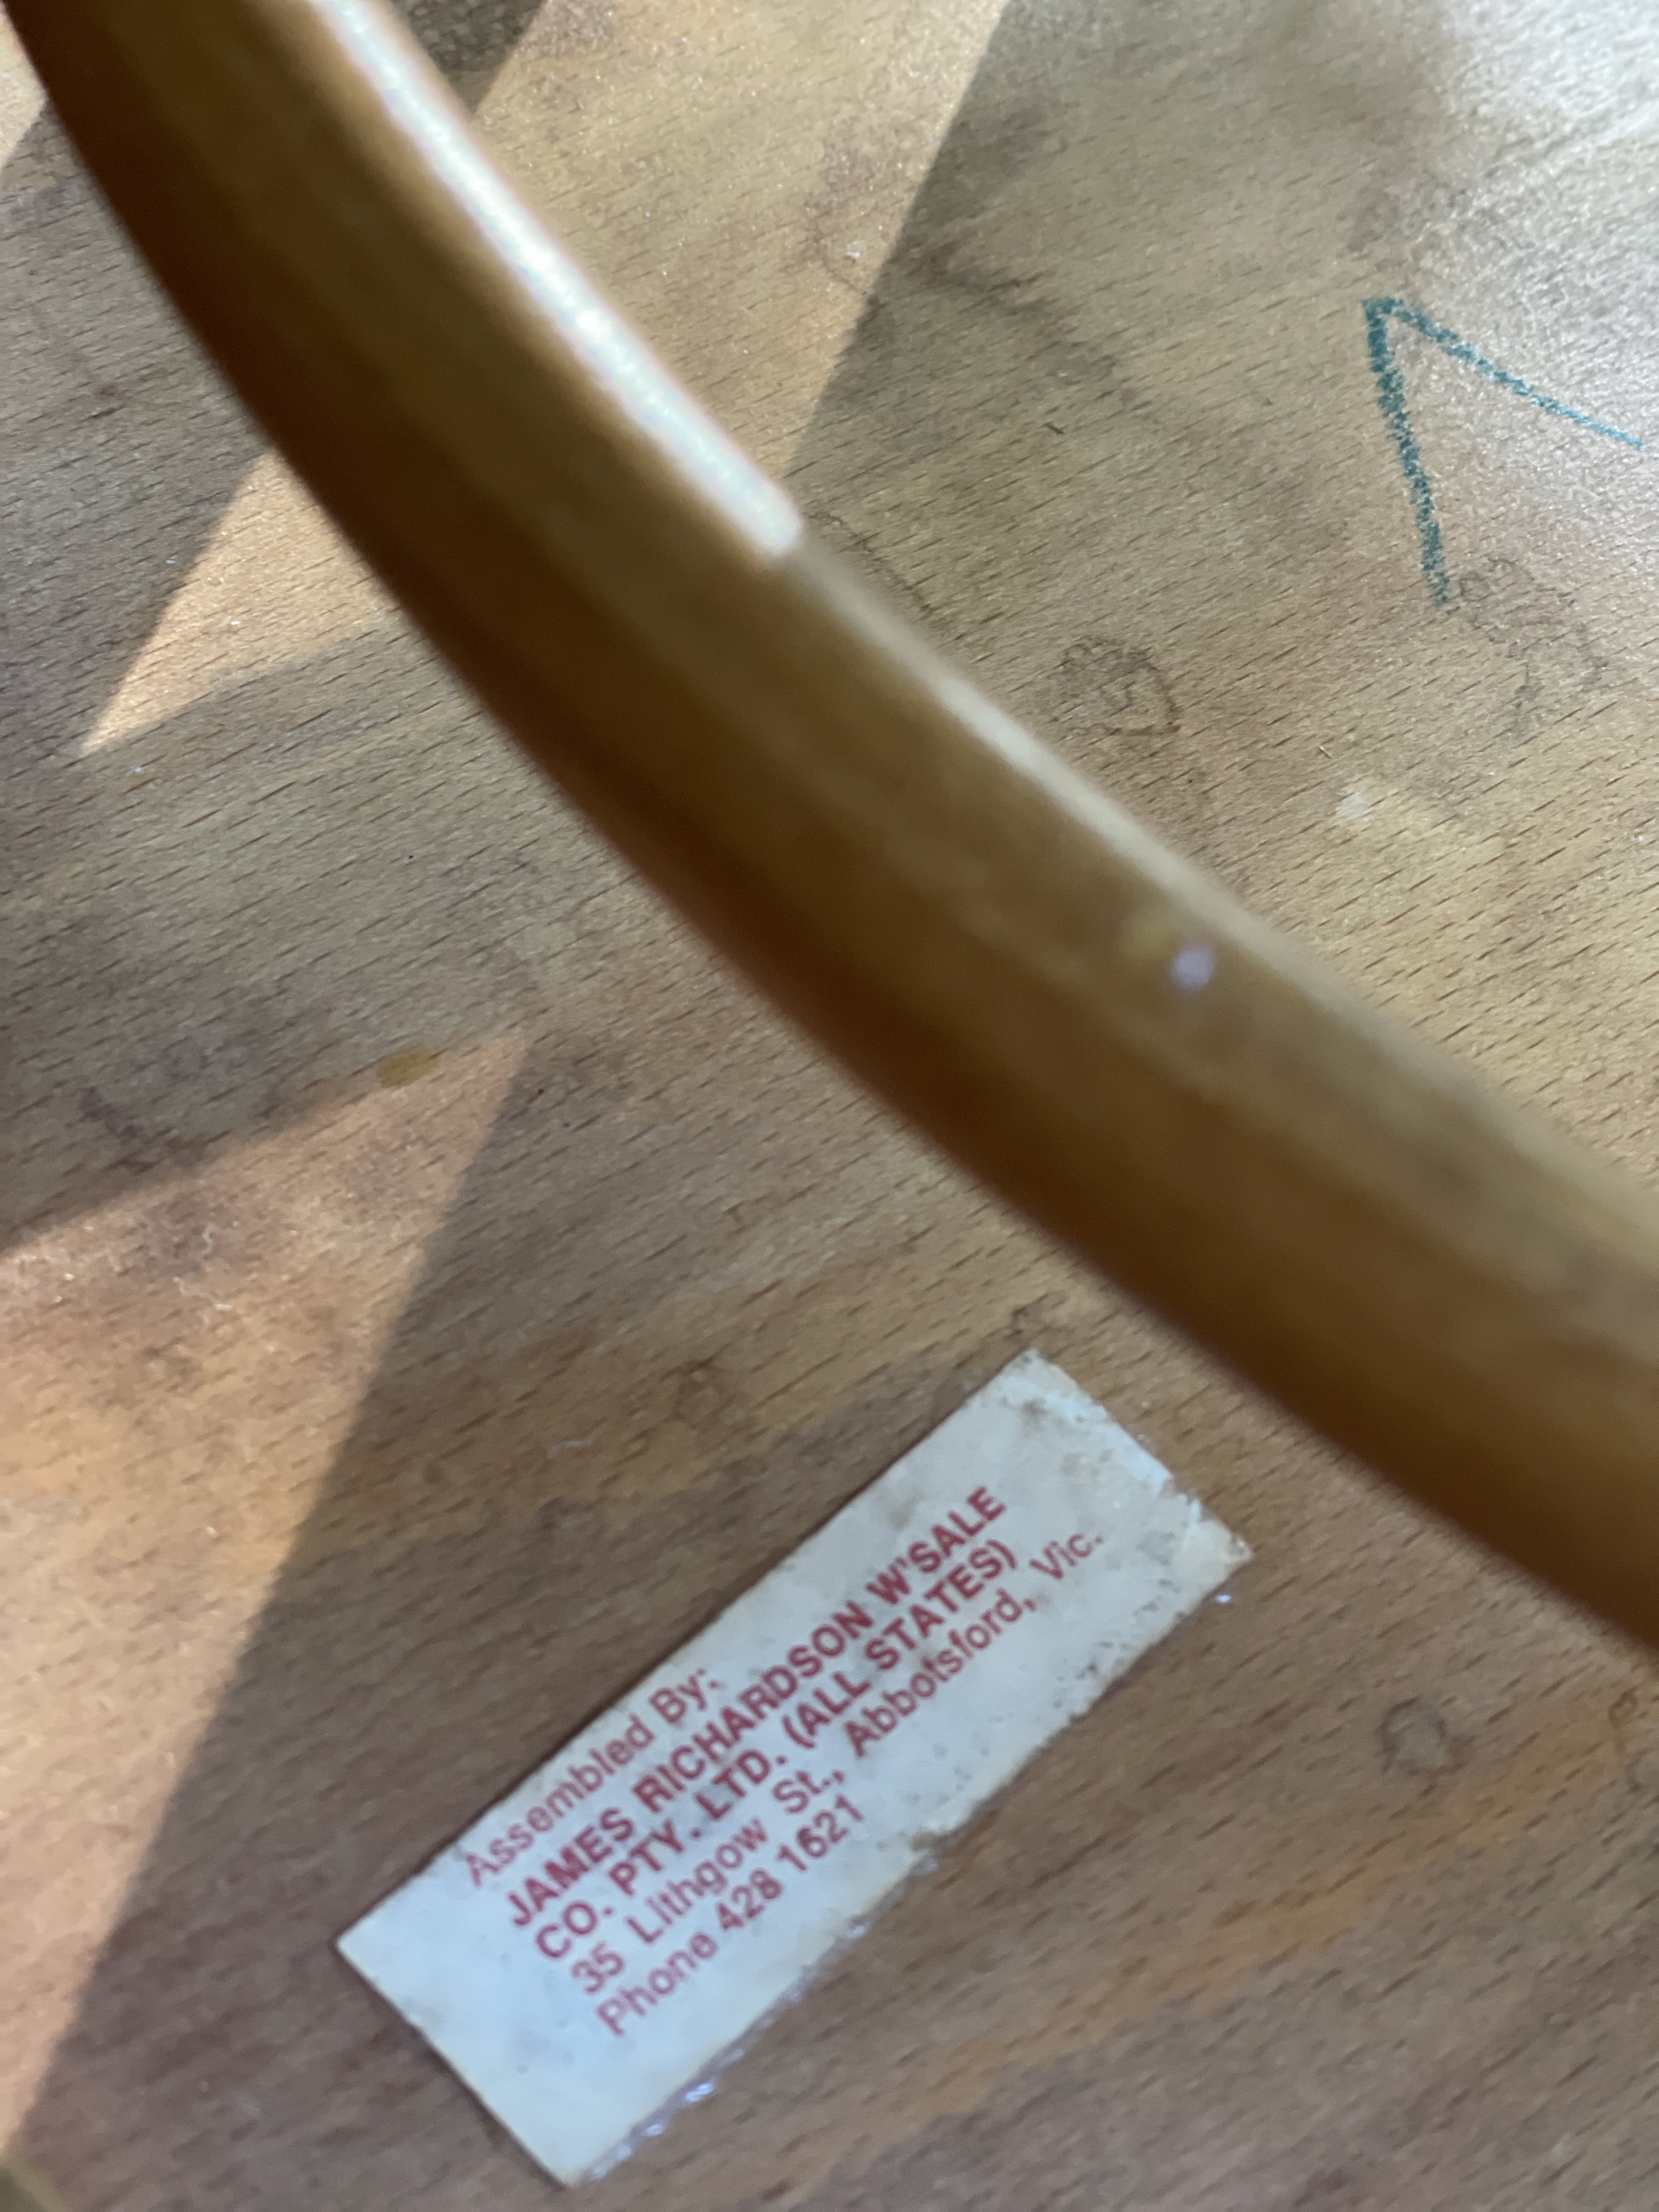 Assembled By:
JAMES RICHARDSON W'SALE
CO. PTY. LTD. (ALL STATES)
35 Lithgow St., Abbotsford, Vic.
Phone 428 1621